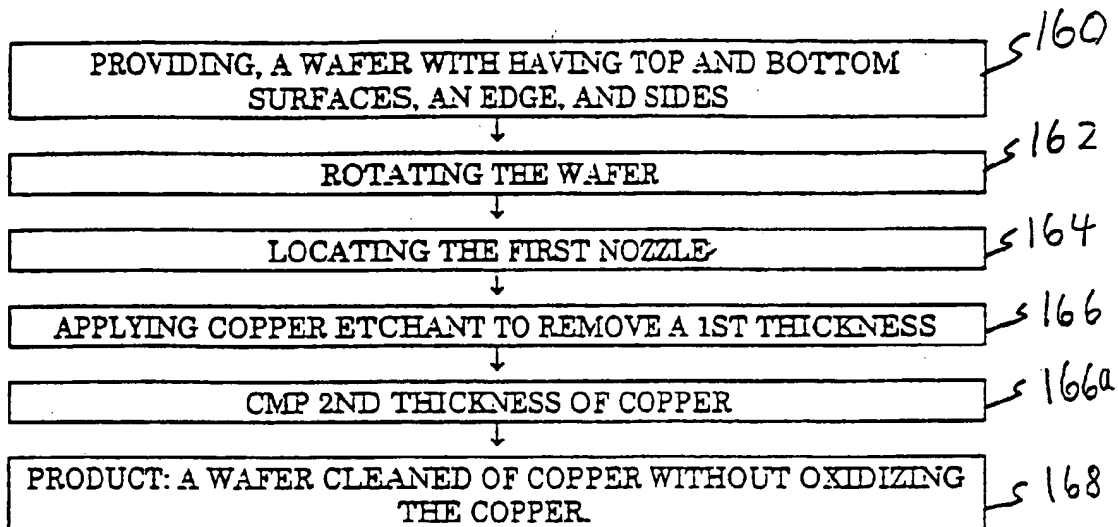 PROVIDING, A WAFER WITH HAVING TOP AND BOTTOM
SURFACES, AN EDGE, AND SIDES
160
ROTATING THE WAFER
162
LOCATING THE FIRST NOZZLE
164
APPLYING COPPER ETCHANT TO REMOVE A 1ST THICKNESS
166
CMP 2ND THICKNESS OF COPPER
166a
PRODUCT: A WAFER CLEANED OF COPPER WITHOUT OXIDIZING
THE COPPER.
168